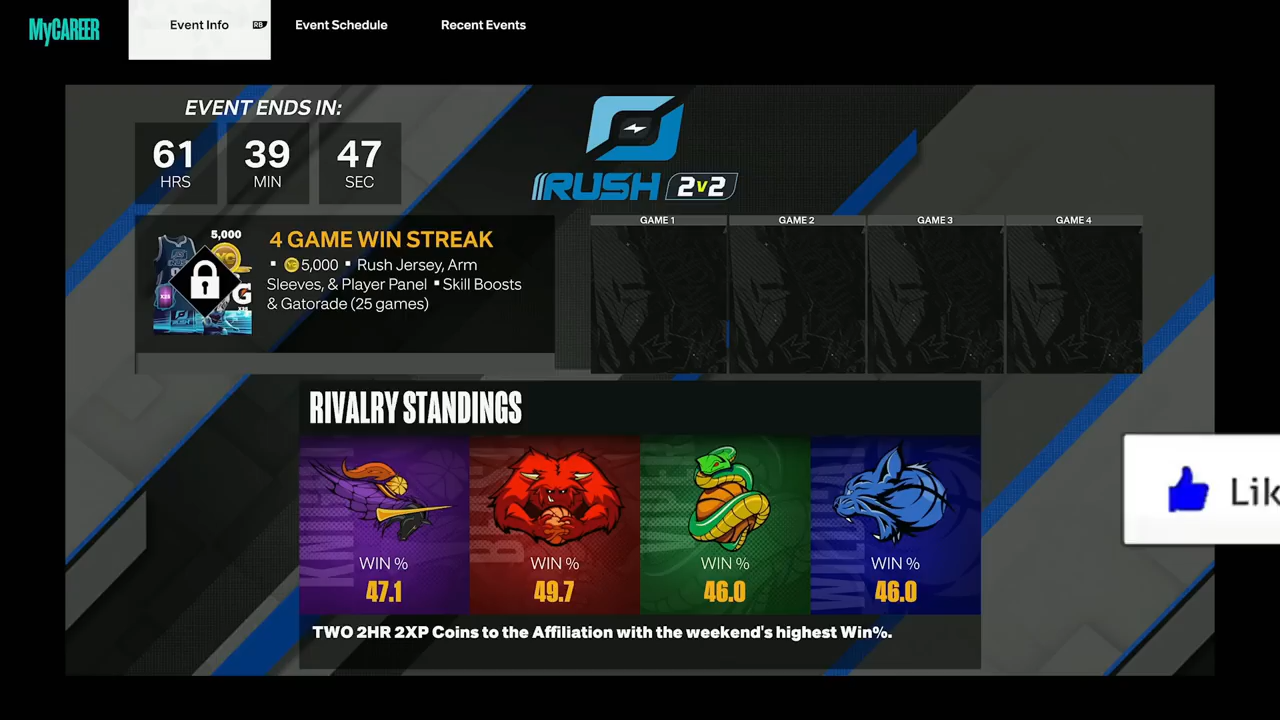 MyCAREER
Event Info
RB
Event Schedule
Recent Events
EVENT ENDS IN:
61
HRS
39
MIN
47
SEC
RUSH 2v2
5,000
4 GAME WIN STREAK
▪ 5,000 ▪ Rush Jersey, Arm
Sleeves, & Player Panel ▪ Skill Boosts
& Gatorade (25 games)
GAME 1
GAME 2
GAME 3
GAME 4
RIVALRY STANDINGS
WIN %
47.1
WIN %
49.7
WIN %
46.0
WIN %
46.0
TWO 2HR 2XP Coins to the Affiliation with the weekend's highest Win%.
Lik